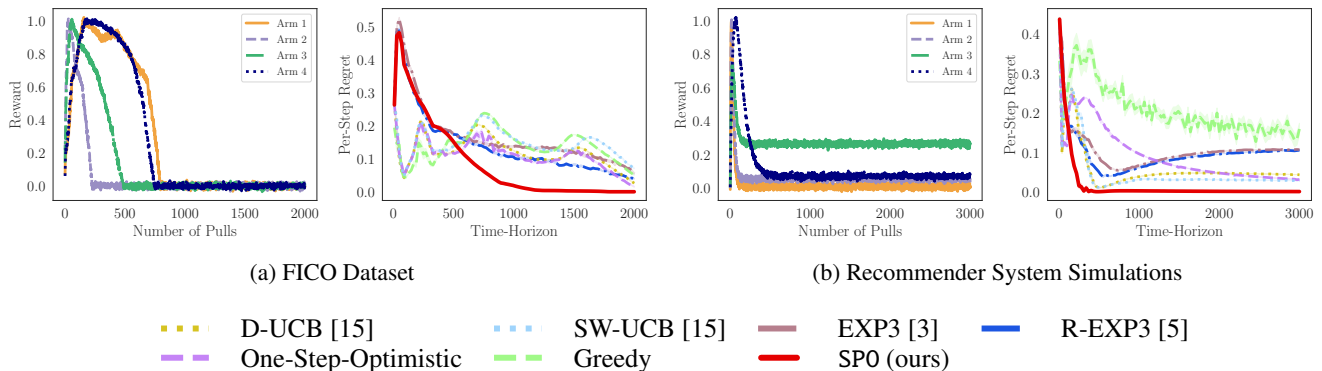 1.0
0.8
0.6
0.4
0.2
0.0
Reward
0 500 1000 1500 2000
Number of Pulls
Arm 1
Arm 2
Arm 3
Arm 4
0.5
0.4
0.3
0.2
0.1
0.0
Per-Step Regret
0 500 1000 1500 2000
Time-Horizon
1.0
0.8
0.6
0.4
0.2
0.0
Reward
0 1000 2000 3000
Number of Pulls
Arm 1
Arm 2
Arm 3
Arm 4
0.4
0.3
0.2
0.1
0.0
Per-Step Regret
0 1000 2000 3000
Time-Horizon
(a) FICO Dataset
(b) Recommender System Simulations
D-UCB [15] SW-UCB [15] EXP3 [3] R-EXP3 [5]
One-Step-Optimistic Greedy SPO (ours)